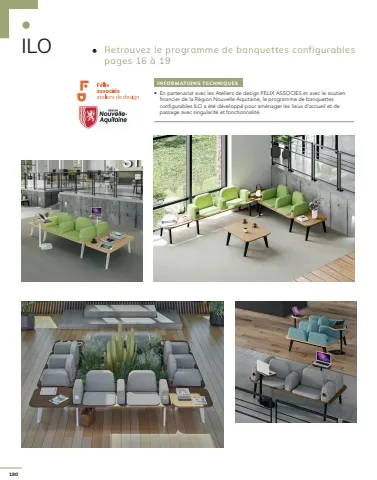 ILO
• Retrouvez le programme de banquettes configurables
pages 16 à 19
Félix
associés
ateliers de design
RÉGION
Nouvelle-
Aquitaine
INFORMATIONS TECHNIQUES
• En partenariat avec les Ateliers de design FELIX ASSOCIES et avec le soutien
financier de la Région Nouvelle Aquitaine, le programme de banquettes
configurables ILO a été développé pour aménager les lieux d'accueil et de
passage avec singularité et fonctionnalité.
190